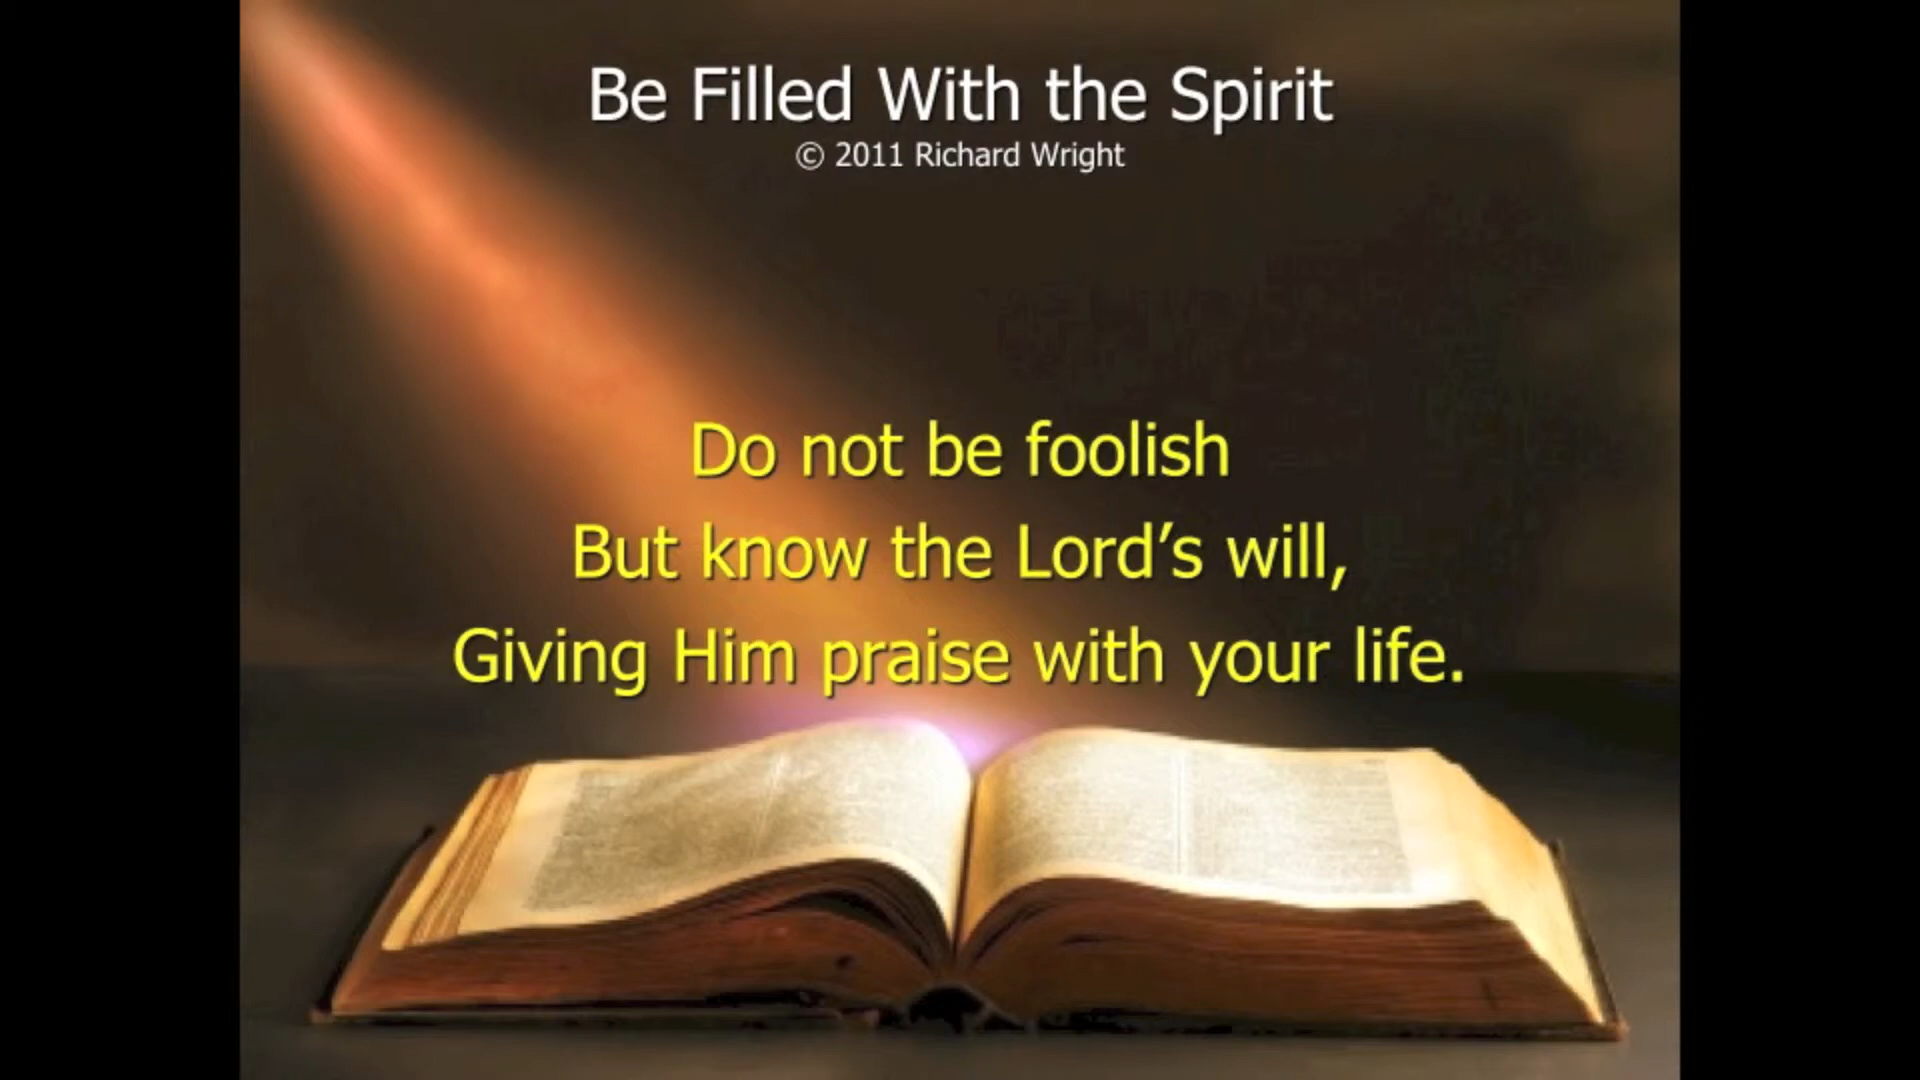 Be Filled With the Spirit
© 2011 Richard Wright
Do not be foolish
But know the Lord’s will,
Giving Him praise with your life.